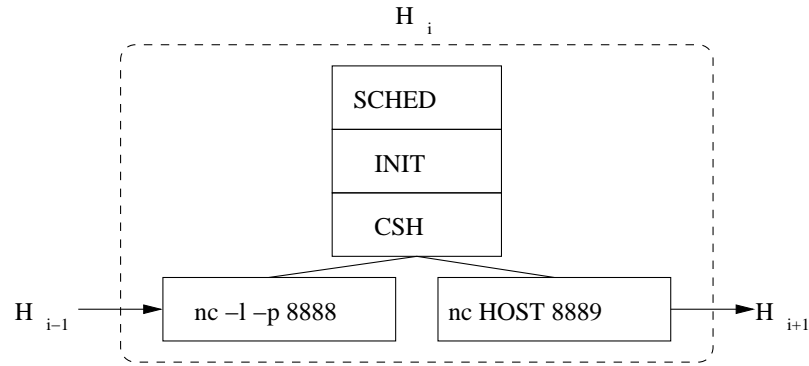 H i
SCHED
INIT
CSH
H i−1
nc −l −p 8888
nc HOST 8889
H i+1